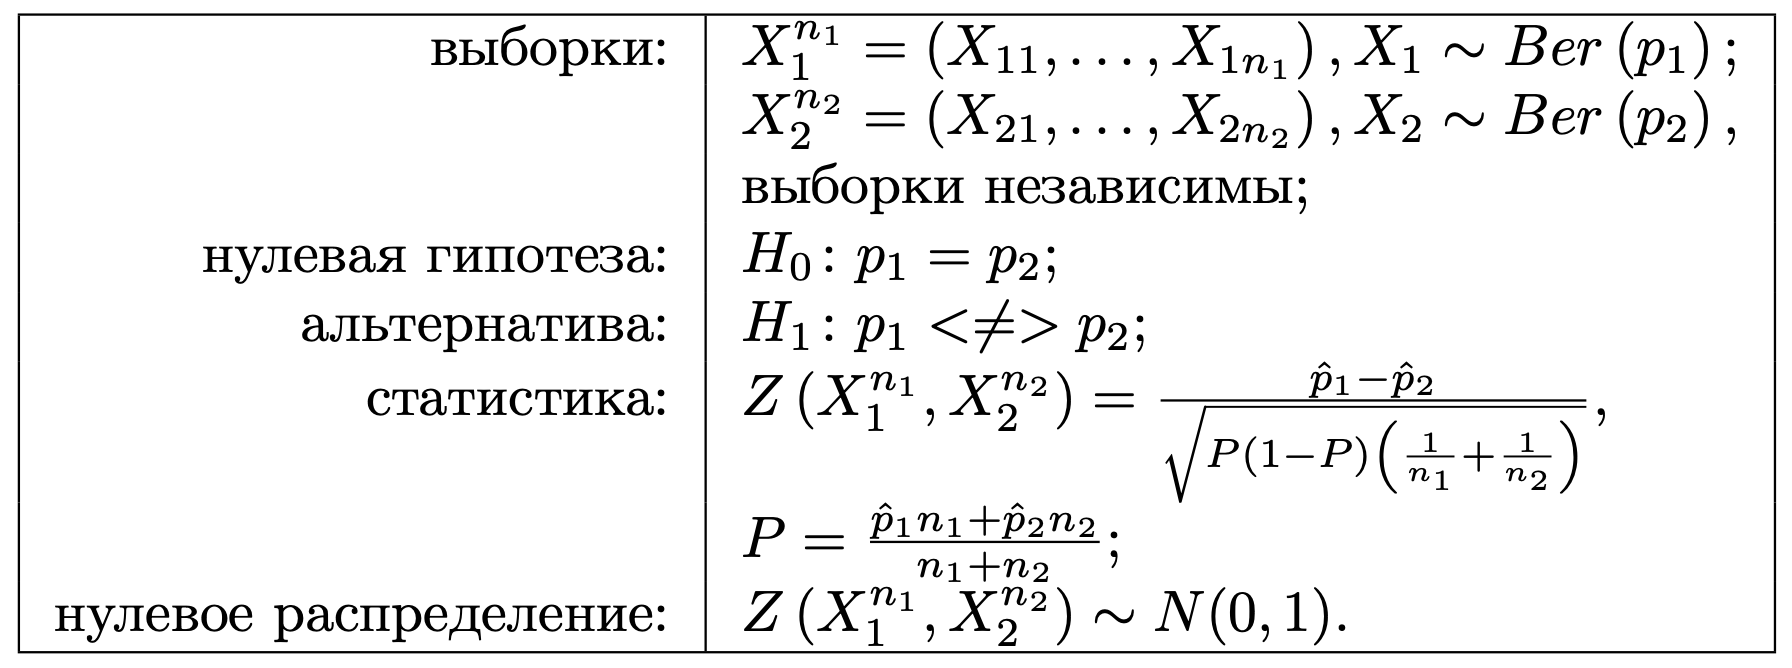 выборки: $X_1^{n_1} = (X_{11}, \ldots, X_{1n_1}), X_1 \sim Ber(p_1);$
$X_2^{n_2} = (X_{21}, \ldots, X_{2n_2}), X_2 \sim Ber(p_2),$
выборки независимы;
нулевая гипотеза: $H_0\colon p_1 = p_2;$
альтернатива: $H_1\colon p_1 <\neq> p_2;$
статистика: $Z(X_1^{n_1}, X_2^{n_2}) = \frac{\hat{p}_1 - \hat{p}_2}{\sqrt{P(1-P)\left(\frac{1}{n_1} + \frac{1}{n_2}\right)}},$
$P = \frac{\hat{p}_1 n_1 + \hat{p}_2 n_2}{n_1 + n_2};$
нулевое распределение: $Z(X_1^{n_1}, X_2^{n_2}) \sim N(0, 1).$